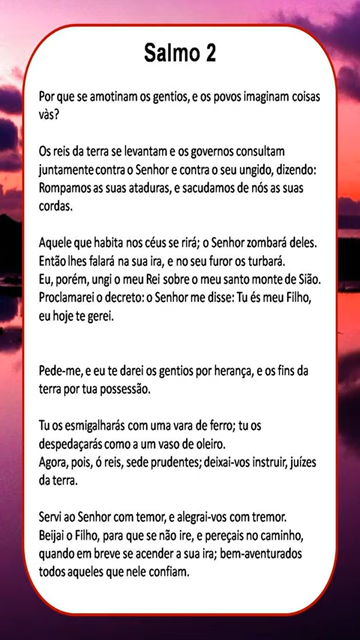 Salmo 2
Por que se amotinam os gentios, e os povos imaginam coisas
vàs?
Os reis da terra se levantam e os governos consultam
juntamente contra o Senhor e contra o seu ungido, dizendo:
Rompamos as suas ataduras, e sacudamos de nós as suas
cordas.
Aquele que habita nos céus se rirá; o Senhor zombará deles.
Então lhes falará na sua ira, e no seu furor os turbará.
Eu, porém, ungi o meu Rei sobre o meu santo monte de Sião.
Proclamarei o decreto: o Senhor me disse: Tu és meu Filho,
eu hoje te gerei.
Pede-me, e eu te darei os gentios por herança, e os fins da
terra por tua possessão.
Tu os esmigalharás com uma vara de ferro; tu os
despedaçarás como a um vaso de oleiro.
Agora, pois, ó reis, sede prudentes; deixai-vos instruir, juízes
da terra.
Servi ao Senhor com temor, e alegrai-vos com tremor.
Beijai o Filho, para que se não ire, e pereçais no caminho,
quando em breve se acender a sua ira; bem-aventurados
todos aqueles que nele confiam.